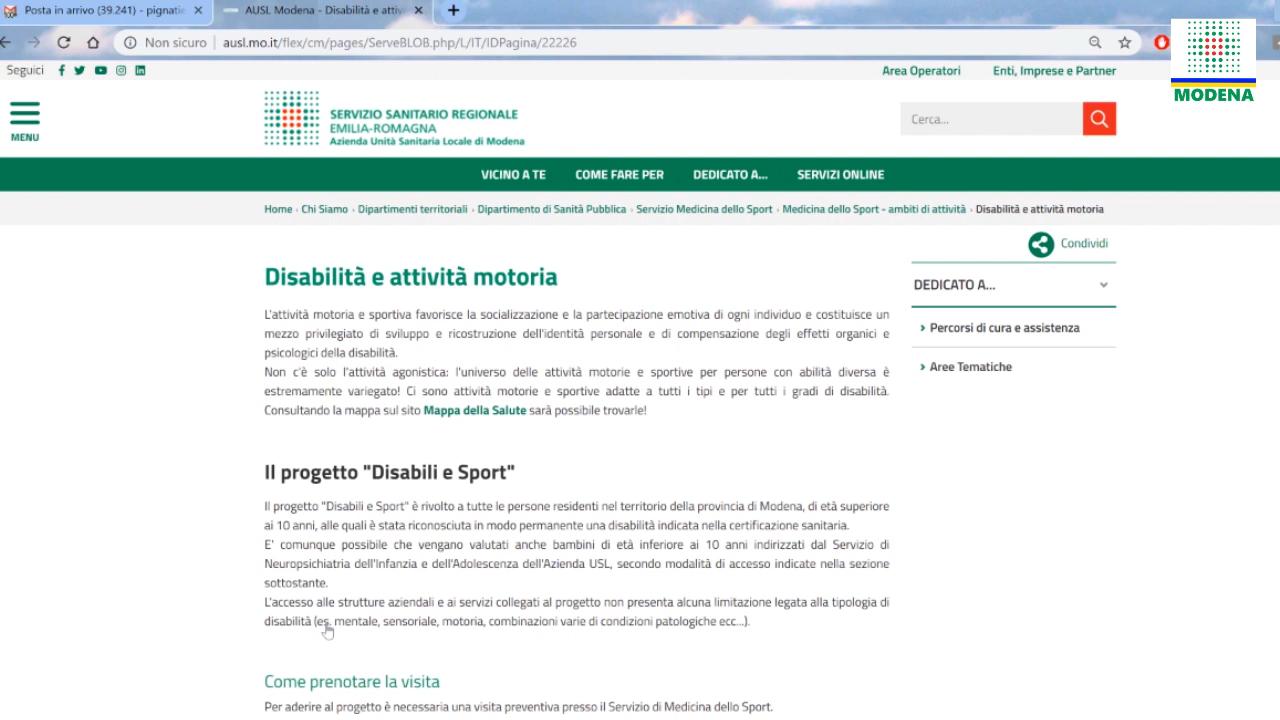 Posta in arrivo (39.241) - pignatie
AUSL Modena - Disabilità e attiv
Non sicuro
ausl.mo.it/flex/cm/pages/ServeBLOB.php/L/IT/IDPagina/22226
MODENA
Seguici
Area Operatori
Enti, Imprese e Partner
MENU
SERVIZIO SANITARIO REGIONALE
EMILIA-ROMAGNA
Azienda Unità Sanitaria Locale di Modena
Cerca...
VICINO A TE COME FARE PER DEDICATO A... SERVIZI ONLINE
Home › Chi Siamo › Dipartimenti territoriali › Dipartimento di Sanità Pubblica › Servizio Medicina dello Sport › Medicina dello Sport - ambiti di attività › Disabilità e attività motoria
Condividi
Disabilità e attività motoria
L'attività motoria e sportiva favorisce la socializzazione e la partecipazione emotiva di ogni individuo e costituisce un
mezzo privilegiato di sviluppo e ricostruzione dell'identità personale e di compensazione degli effetti organici e
psicologici della disabilità.
Non c'è solo l'attività agonistica: l'universo delle attività motorie e sportive per persone con abilità diversa è
estremamente variegato! Ci sono attività motorie e sportive adatte a tutti i tipi e per tutti i gradi di disabilità.
Consultando la mappa sul sito Mappa della Salute sarà possibile trovarle!
DEDICATO A...
› Percorsi di cura e assistenza
› Aree Tematiche
Il progetto "Disabili e Sport"
Il progetto "Disabili e Sport" è rivolto a tutte le persone residenti nel territorio della provincia di Modena, di età superiore
ai 10 anni, alle quali è stata riconosciuta in modo permanente una disabilità indicata nella certificazione sanitaria.
E' comunque possibile che vengano valutati anche bambini di età inferiore ai 10 anni indirizzati dal Servizio di
Neuropsichiatria dell'Infanzia e dell'Adolescenza dell'Azienda USL, secondo modalità di accesso indicate nella sezione
sottostante.
L'accesso alle strutture aziendali e ai servizi collegati al progetto non presenta alcuna limitazione legata alla tipologia di
disabilità (es. mentale, sensoriale, motoria, combinazioni varie di condizioni patologiche ecc...).
Come prenotare la visita
Per aderire al progetto è necessaria una visita preventiva presso il Servizio di Medicina dello Sport.